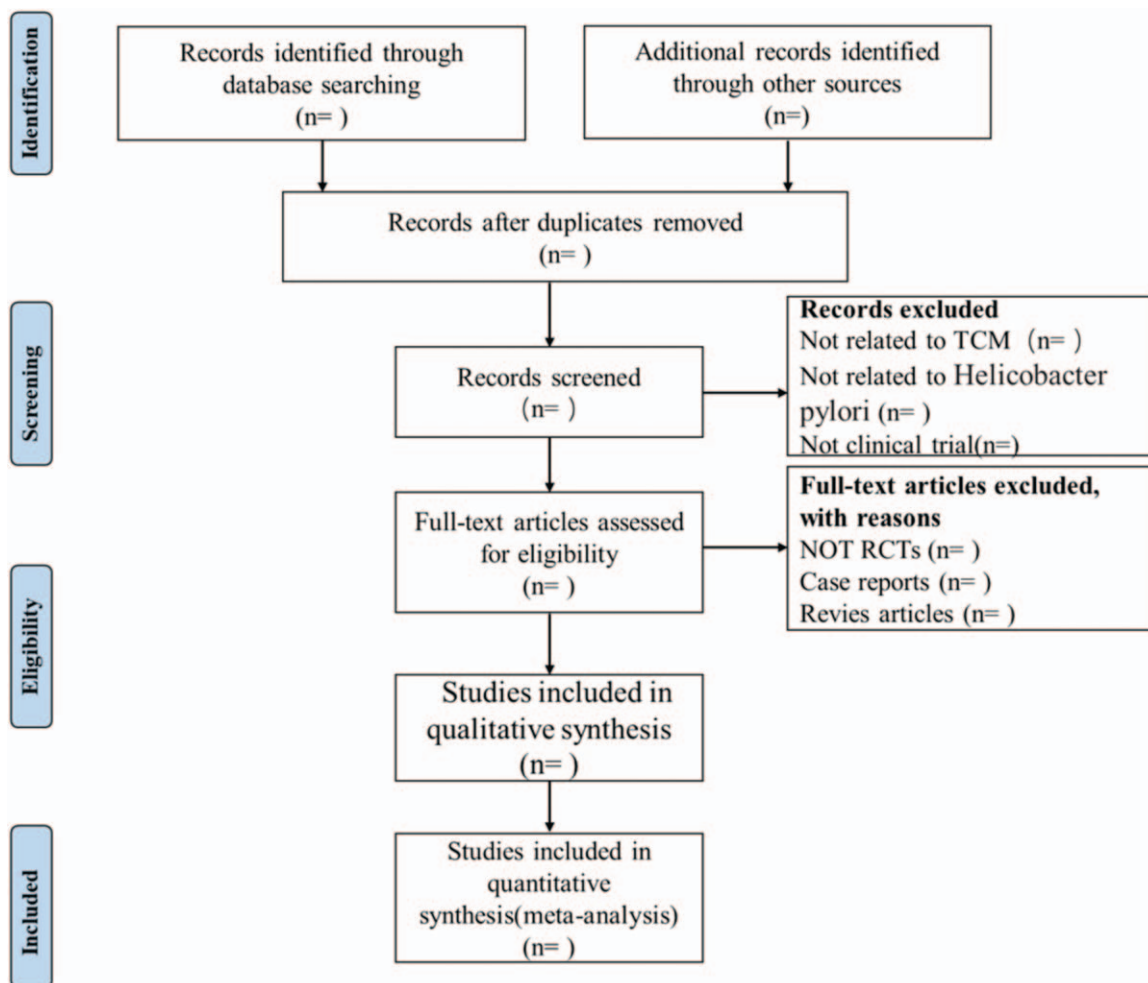 Identification
Records identified through
database searching
(n= )
Additional records identified
through other sources
(n=)
Records after duplicates removed
(n= )
Screening
Records screened
(n= )
Records excluded
Not related to TCM (n= )
Not related to Helicobacter
pylori (n= )
Not clinical trial(n=)
Eligibility
Full-text articles assessed
for eligibility
(n= )
Full-text articles excluded,
with reasons
NOT RCTs (n= )
Case reports (n= )
Revies articles (n= )
Studies included in
qualitative synthesis
(n= )
Included
Studies included in
quantitative
synthesis(meta-analysis)
(n= )